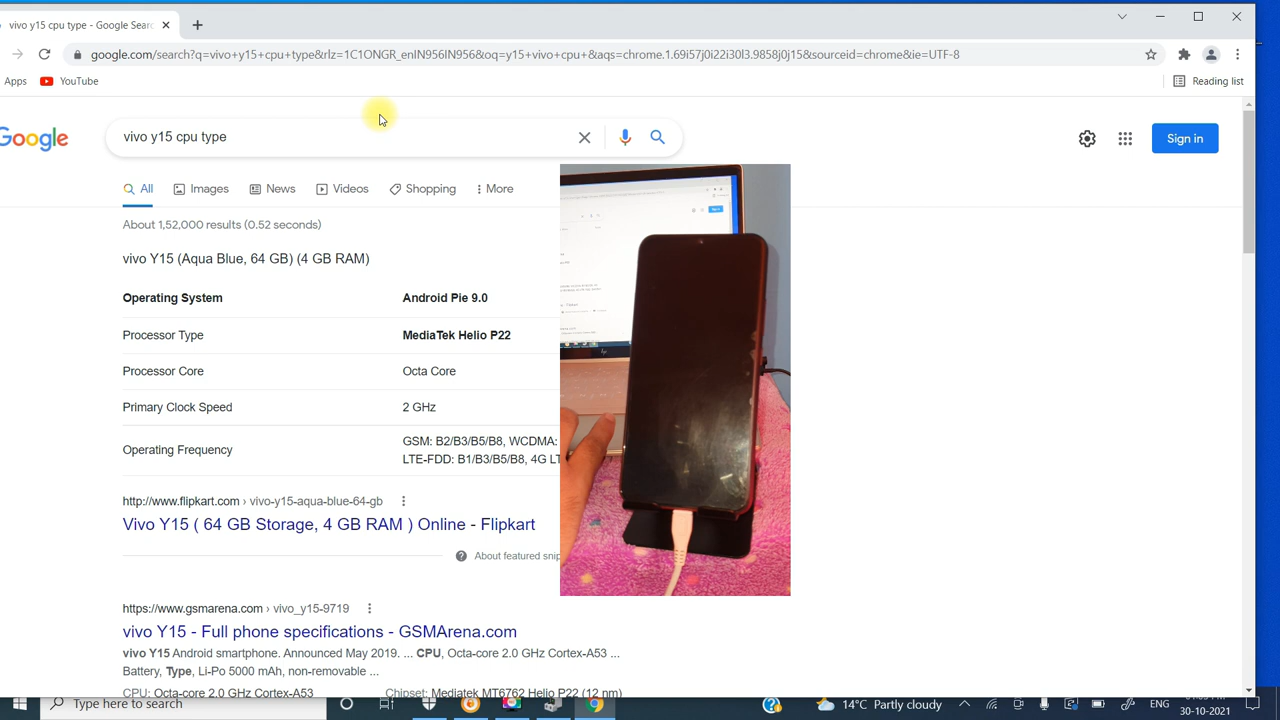 vivo y15 cpu type - Google Searc
google.com/search?q=vivo+y15+cpu+type&rlz=1C1ONGR_enIN956IN956&oq=y15+vivo+cpu+&aqs=chrome.1.69i57j0i22i30l3.9858j0j15&sourceid=chrome&ie=UTF-8
Apps YouTube Reading list
Google vivo y15 cpu type Sign in
All Images News Videos Shopping More
About 1,52,000 results (0.52 seconds)
vivo Y15 (Aqua Blue, 64 GB) (4 GB RAM)
Operating System Android Pie 9.0
Processor Type MediaTek Helio P22
Processor Core Octa Core
Primary Clock Speed 2 GHz
Operating Frequency GSM: B2/B3/B5/B8, WCDMA:
LTE-FDD: B1/B3/B5/B8, 4G LT
http://www.flipkart.com › vivo-y15-aqua-blue-64-gb
Vivo Y15 ( 64 GB Storage, 4 GB RAM ) Online - Flipkart
About featured snip
https://www.gsmarena.com › vivo_y15-9719
vivo Y15 - Full phone specifications - GSMArena.com
vivo Y15 Android smartphone. Announced May 2019. ... CPU, Octa-core 2.0 GHz Cortex-A53 ...
Battery, Type, Li-Po 5000 mAh, non-removable ...
CPU: Octa-core 2.0 GHz Cortex-A53 Chipset: Mediatek MT6762 Helio P22 (12 nm)
Type here to search 14°C Partly cloudy ENG
30-10-2021